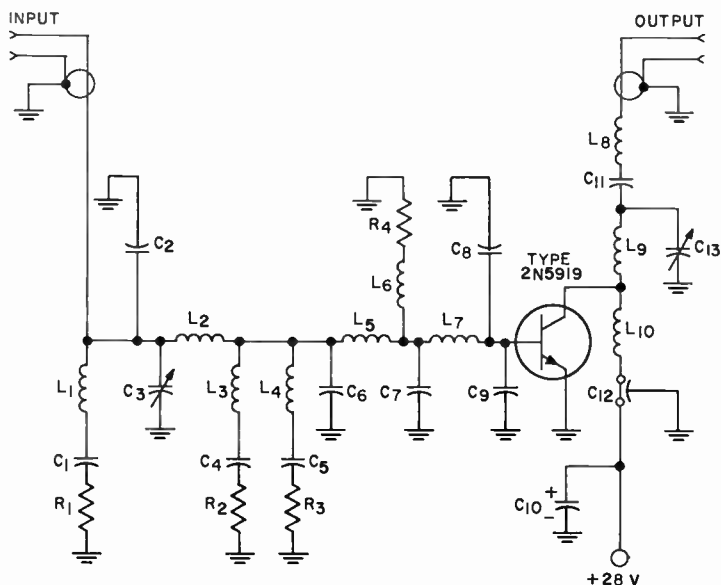 INPUT
OUTPUT
L8
C11
C2
R4
C8
TYPE
2N5919
L9
C13
L6
L2
L5
L7
L10
L1
C3
L3
L4
C6
C7
C9
C12
C1
C4
C5
R1
R2
R3
C10
+
-
+28 V